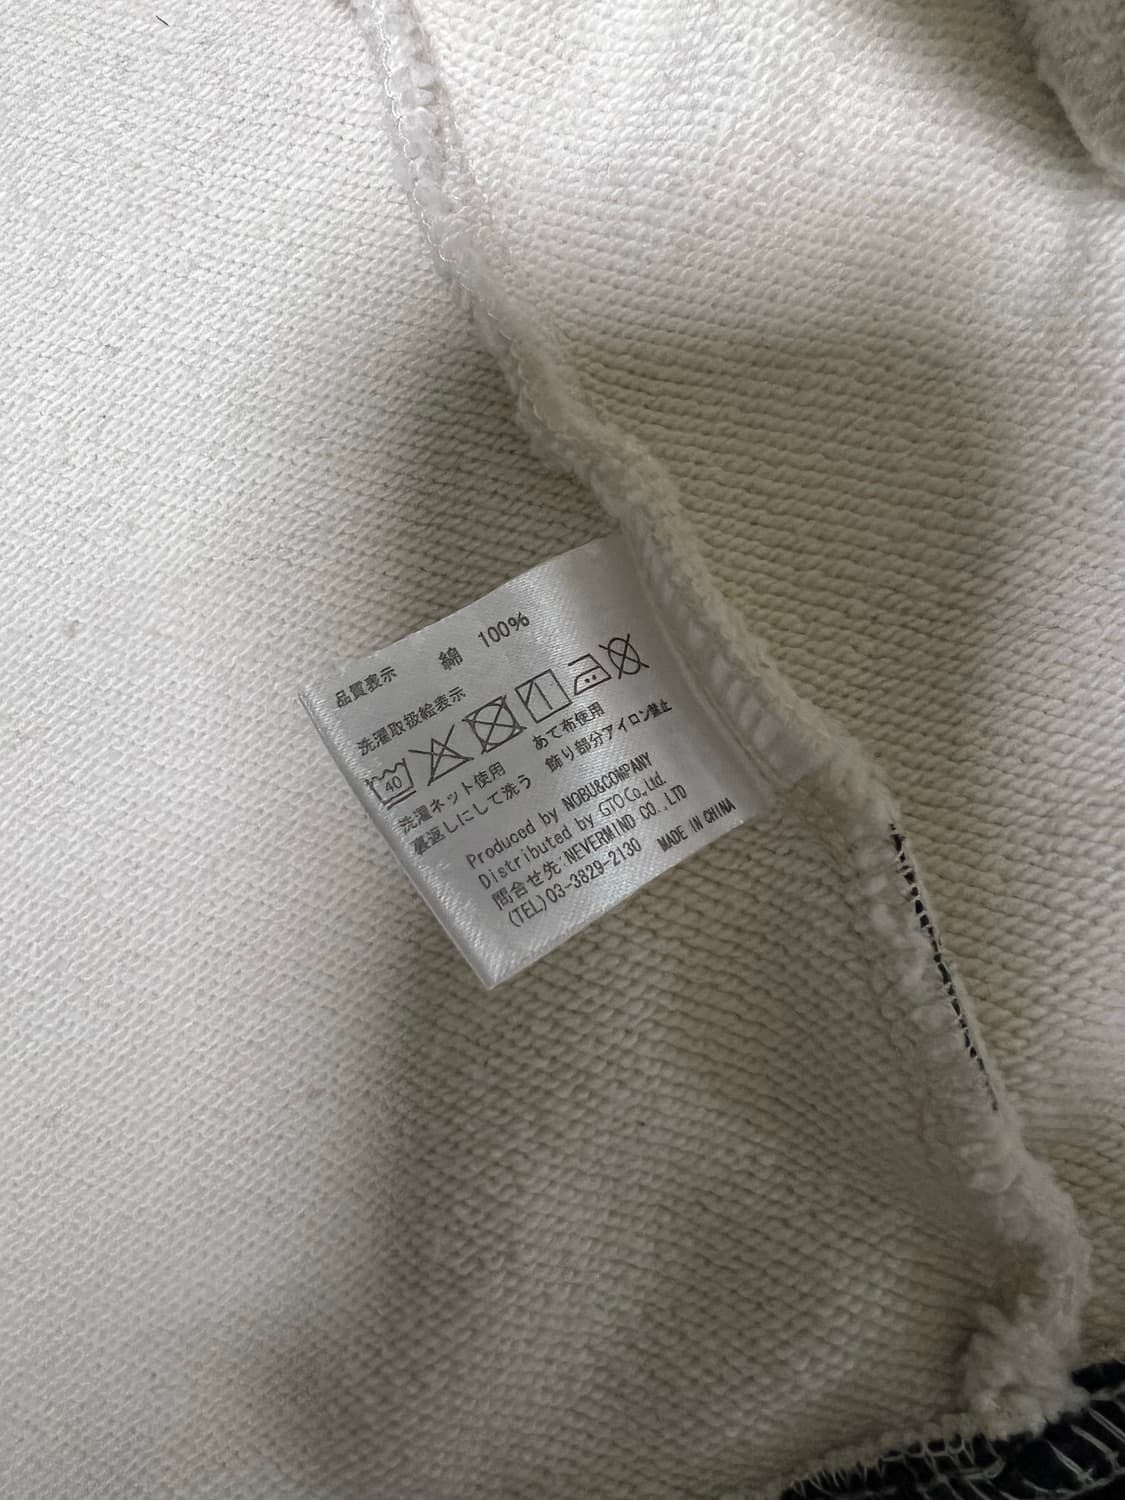 品質表示 綿 100%
洗濯取扱絵表示
40
洗濯ネット使用 あて布使用
裏返しにして洗う 飾り部分アイロン禁止
Produced by NOBU&COMPANY
Distributed by GTO Co., Ltd.
問合せ先:NEVERMIND CO.,LTD
(TEL)03-3829-2130 MADE IN CHINA